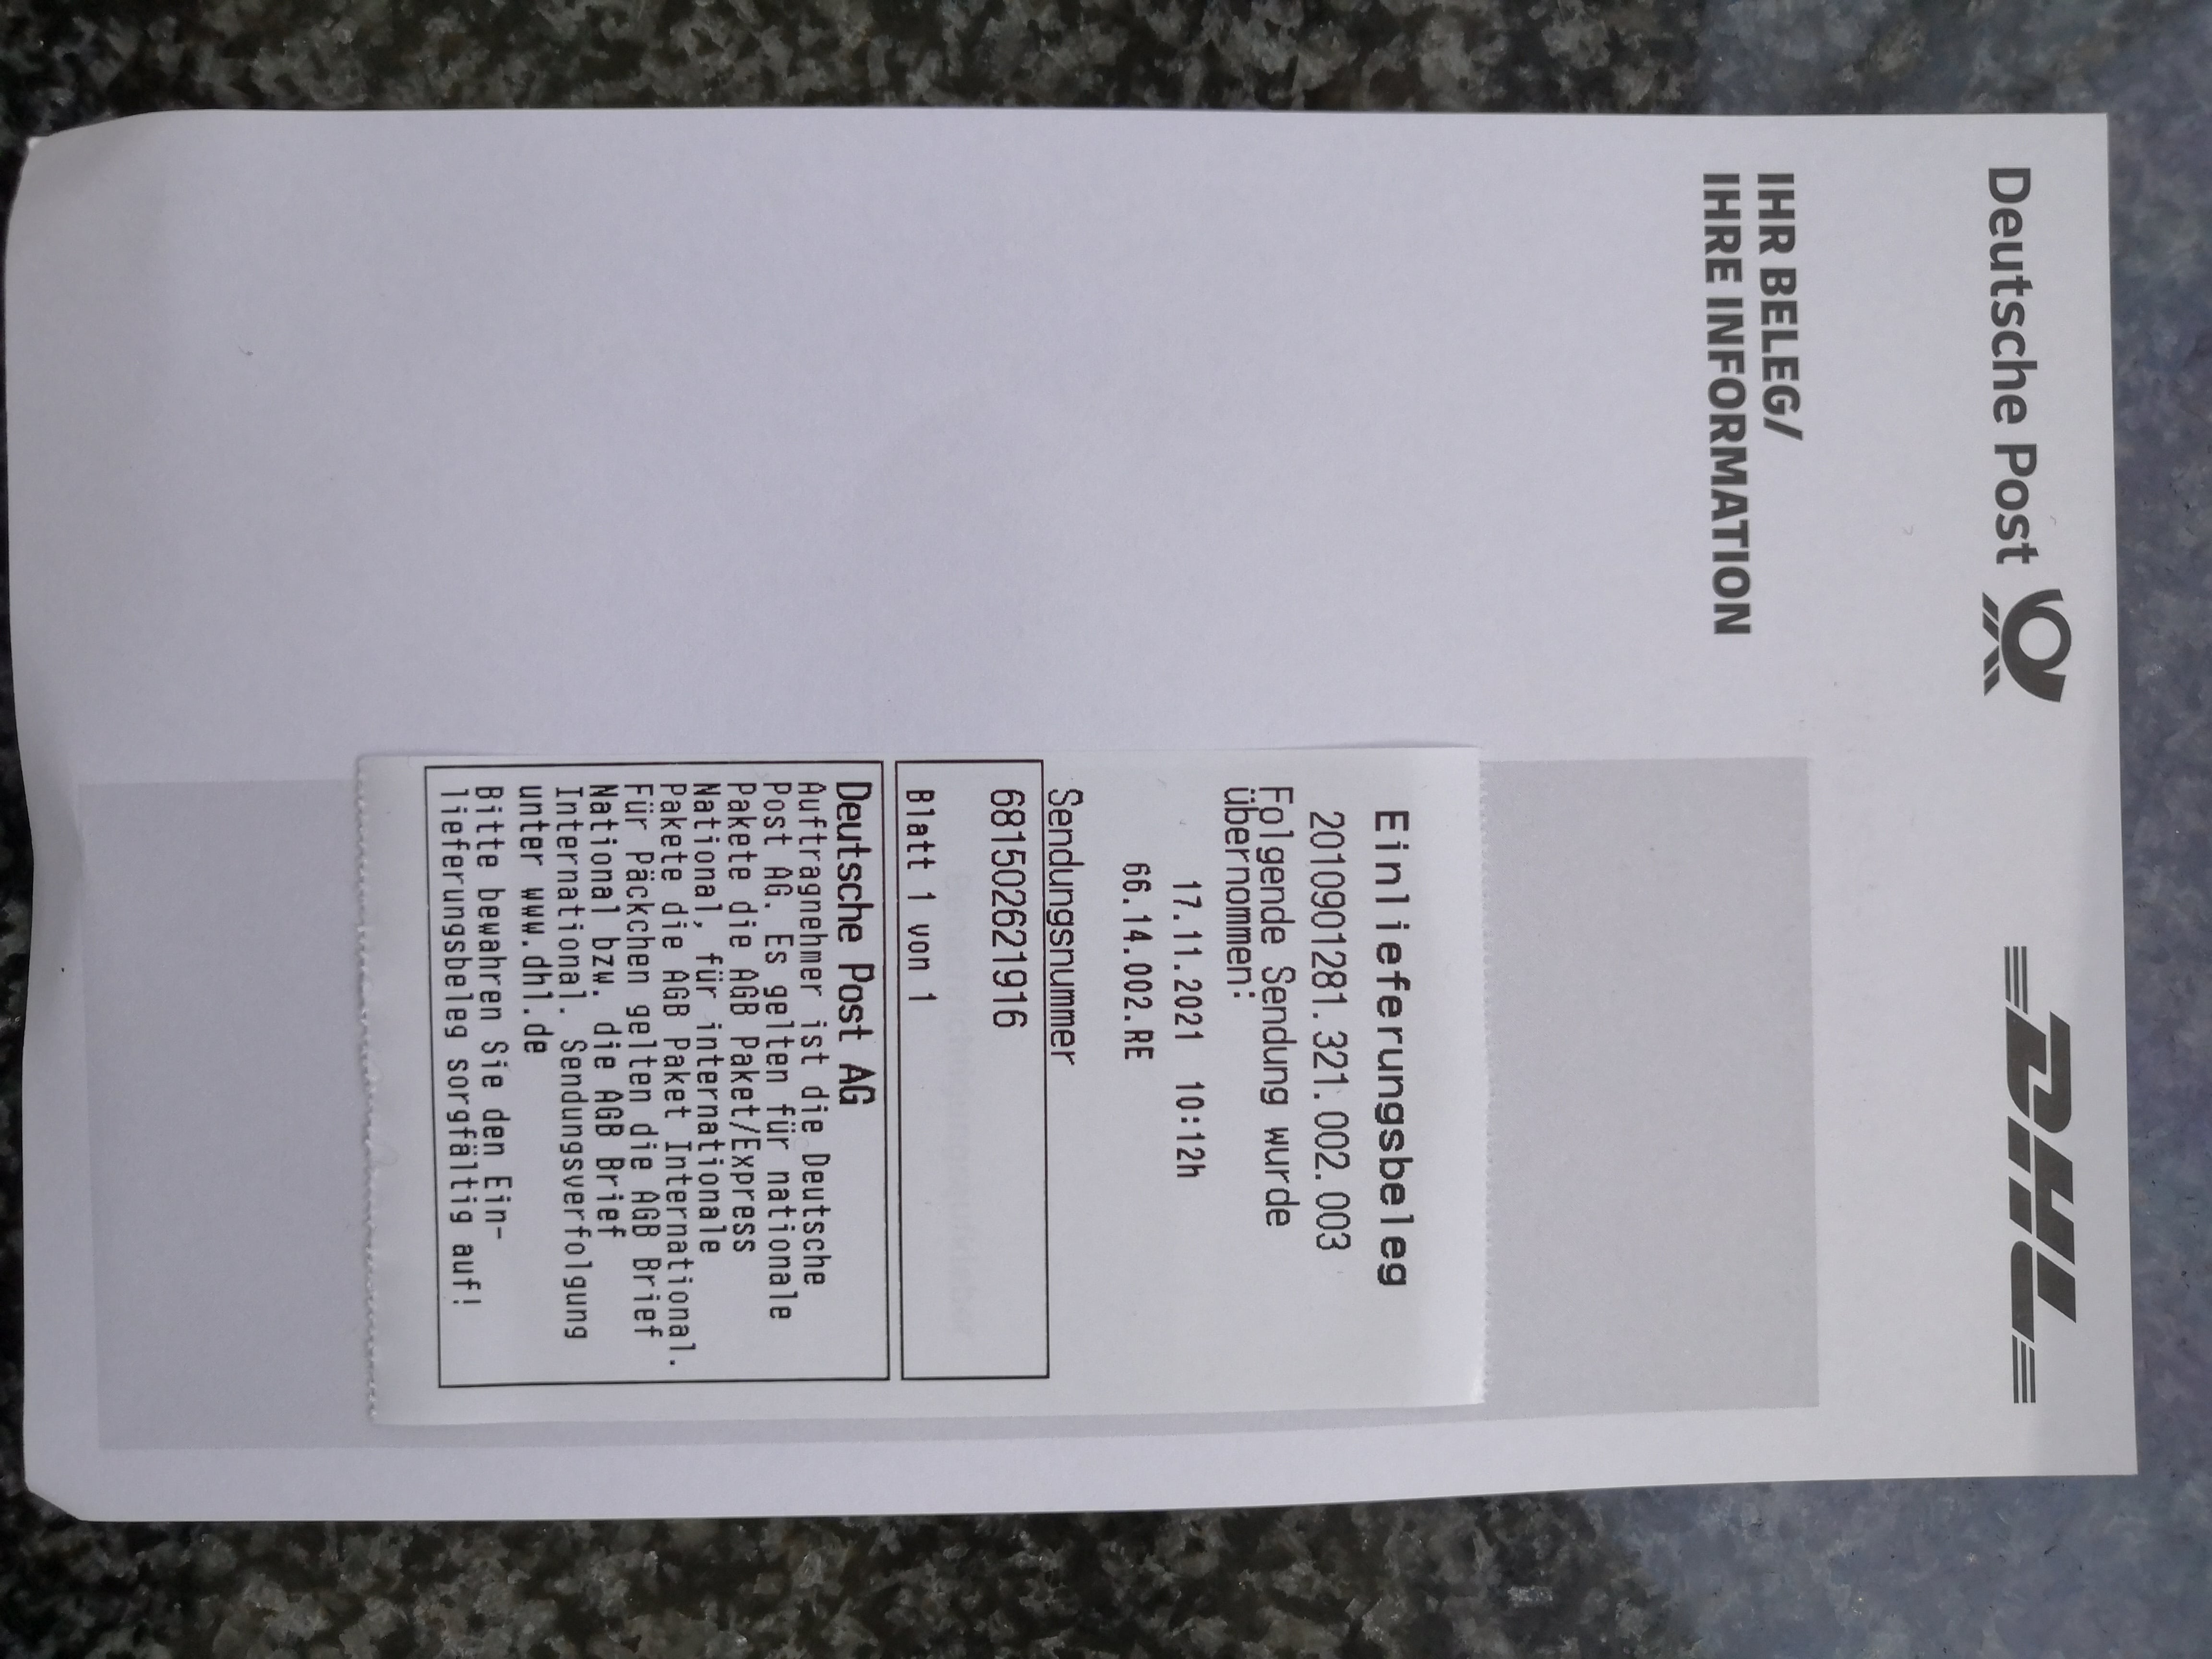 Deutsche Post
DHL
IHR BELEG/
IHRE INFORMATION
Einlieferungsbeleg
2010901281.321.002.003
Folgende Sendung wurde
übernommen:
17.11.2021 10:12h
66.14.002.RE
Sendungsnummer
681502621916
Blatt 1 von 1
Deutsche Post AG
Auftragnehmer ist die Deutsche
Post AG. Es gelten für nationale
Pakete die AGB Paket/Express
National, für internationale
Pakete die AGB Paket International.
Für Päckchen gelten die AGB Brief
National bzw. die AGB Brief
International. Sendungsverfolgung
unter www.dhl.de
Bitte bewahren Sie den Ein-
lieferungsbeleg sorgfältig auf!